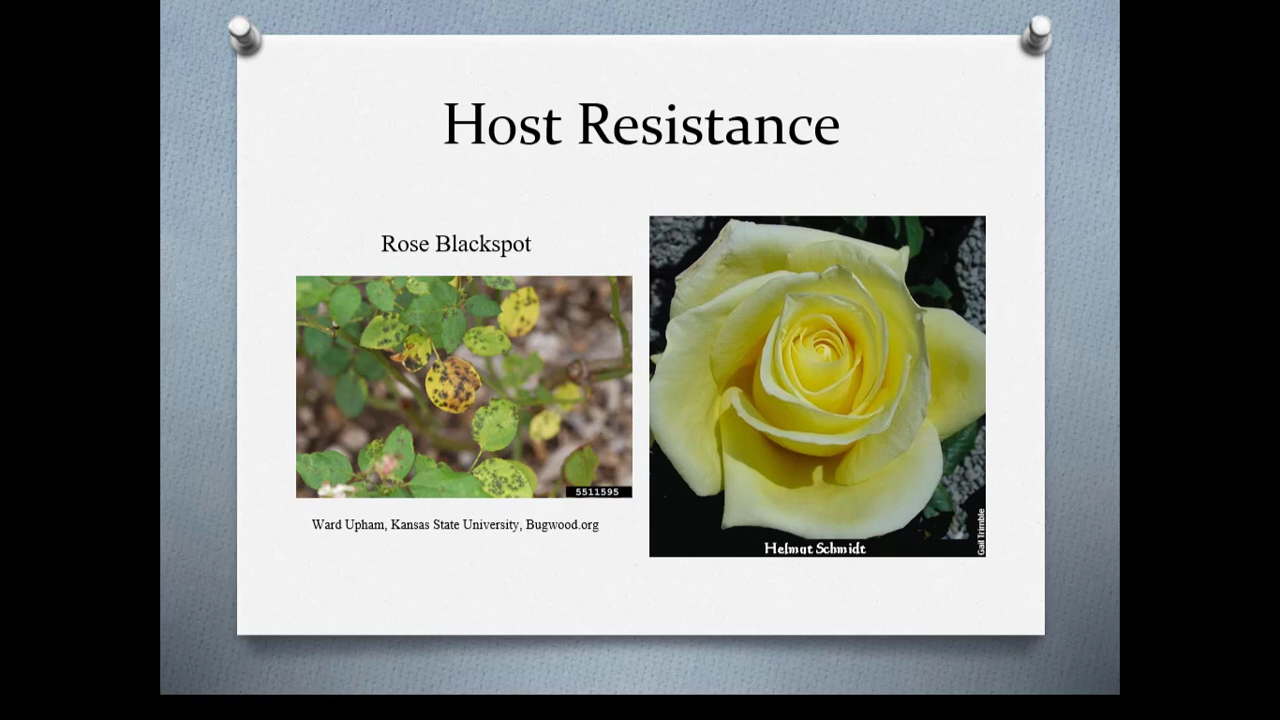 Host Resistance
Rose Blackspot
5511595
Ward Upham, Kansas State University, Bugwood.org
Helmut Schmidt
Gail Trimble